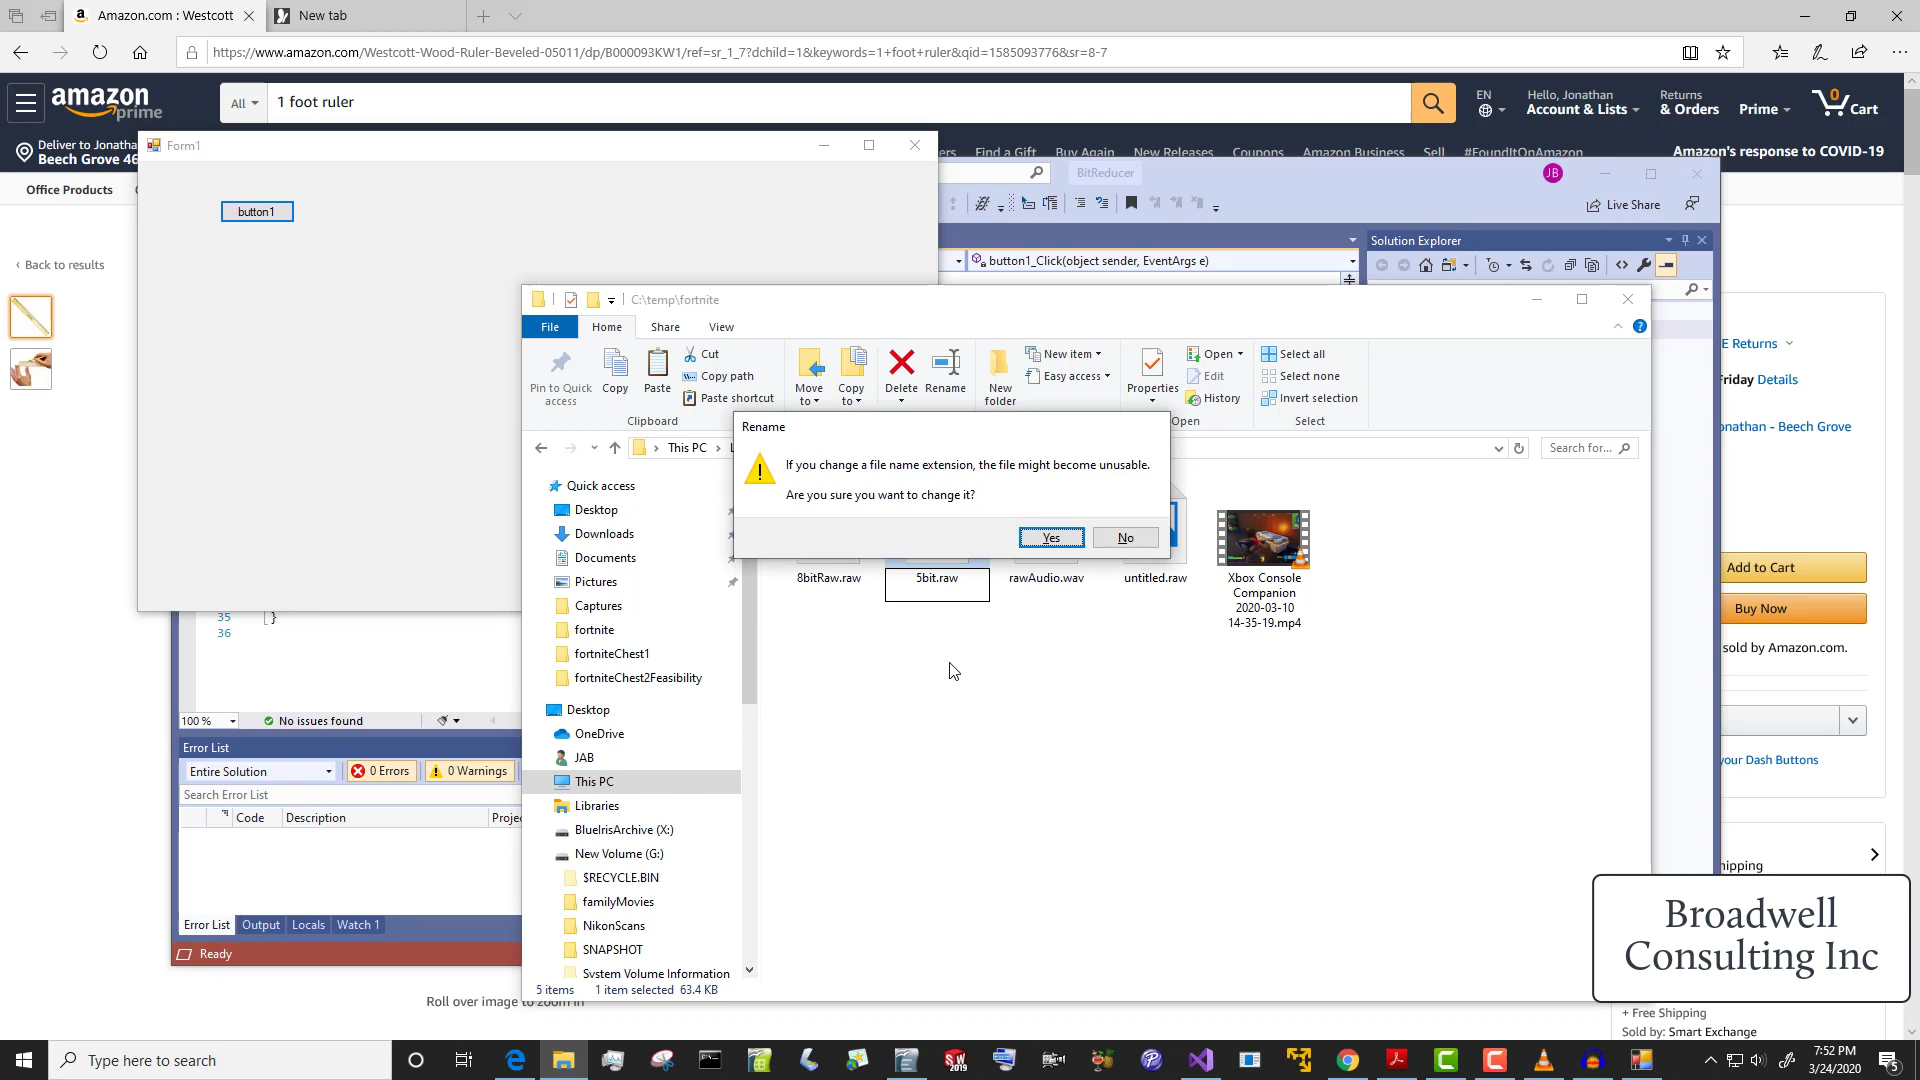 Amazon.com : Westcott
New tab
https://www.amazon.com/Westcott-Wood-Ruler-Beveled-05011/dp/B000093KW1/ref=sr_1_7?dchild=1&keywords=1+foot+ruler&qid=1585093776&sr=8-7
amazon
prime
All
1 foot ruler
EN
Hello, Jonathan
Account & Lists
Returns
& Orders
Prime
0
Cart
Deliver to Jonatha
Beech Grove 46
Find a Gift
Buy Again
New Releases
Coupons
Amazon Business
Sell
#FoundItOnAmazon
Amazon's response to COVID-19
Office Products
Back to results
Form1
button1
BitReducer
JB
Live Share
button1_Click(object sender, EventArgs e)
Solution Explorer
C:\temp\fortnite
File
Home
Share
View
Pin to Quick
access
Copy
Paste
Cut
Copy path
Paste shortcut
Clipboard
Move
to
Copy
to
Delete
Rename
New
folder
New item
Easy access
Properties
Open
Edit
History
Open
Select all
Select none
Invert selection
Select
This PC
Search for...
Rename
If you change a file name extension, the file might become unusable.
Are you sure you want to change it?
Yes
No
Quick access
Desktop
Downloads
Documents
Pictures
Captures
fortnite
fortniteChest1
fortniteChest2Feasibility
Desktop
OneDrive
JAB
This PC
Libraries
BlueIrisArchive (X:)
New Volume (G:)
$RECYCLE.BIN
familyMovies
NikonScans
SNAPSHOT
System Volume Information
8bitRaw.raw
5bit.raw
rawAudio.wav
untitled.raw
Xbox Console
Companion
2020-03-10
14-35-19.mp4
5 items
1 item selected 63.4 KB
35
}
36
100 %
No issues found
Error List
Entire Solution
0 Errors
0 Warnings
Search Error List
Code
Description
Projec
Error List
Output
Locals
Watch 1
Ready
E Returns
Friday Details
onathan - Beech Grove
Add to Cart
Buy Now
sold by Amazon.com.
your Dash Buttons
hipping
Broadwell
Consulting Inc
+ Free Shipping
Sold by: Smart Exchange
Roll over image to zoom in
Type here to search
SW
2019
7:52 PM
3/24/2020
5